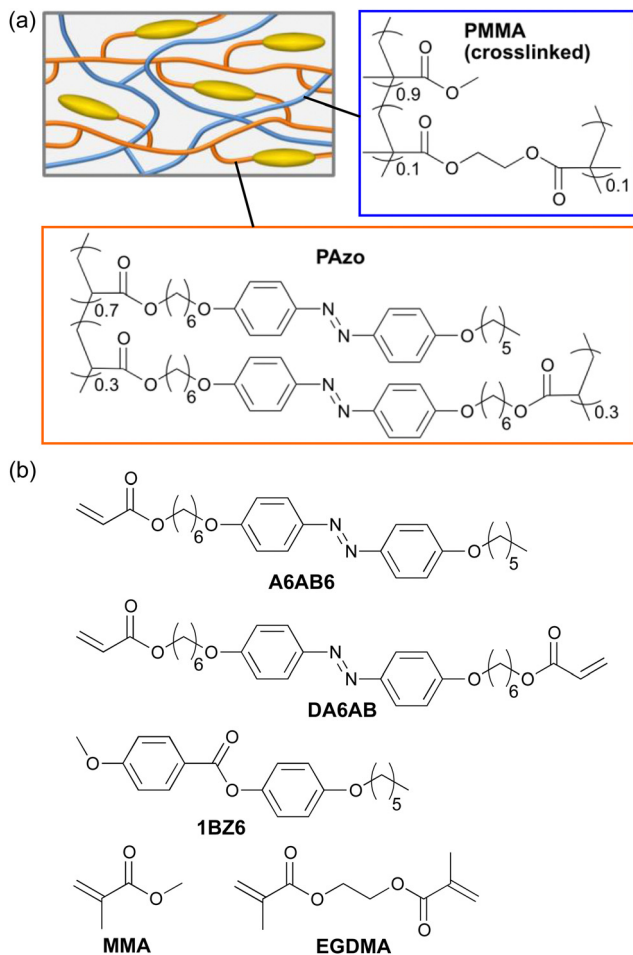 (a)
PMMA
(crosslinked)
O
0.9 O
O
0.1 O O
O 0.1
PAzo
O
0.7 O ( )6 O N N O ( )5
O
0.3 O ( )6 O N N O ( )6 O O 0.3
(b)
O
O ( )6 O N N O ( )5
A6AB6
O
O ( )6 O N N O ( )6 O O
DA6AB
O
O O O ( )5
1BZ6
O O
O O O O
MMA EGDMA